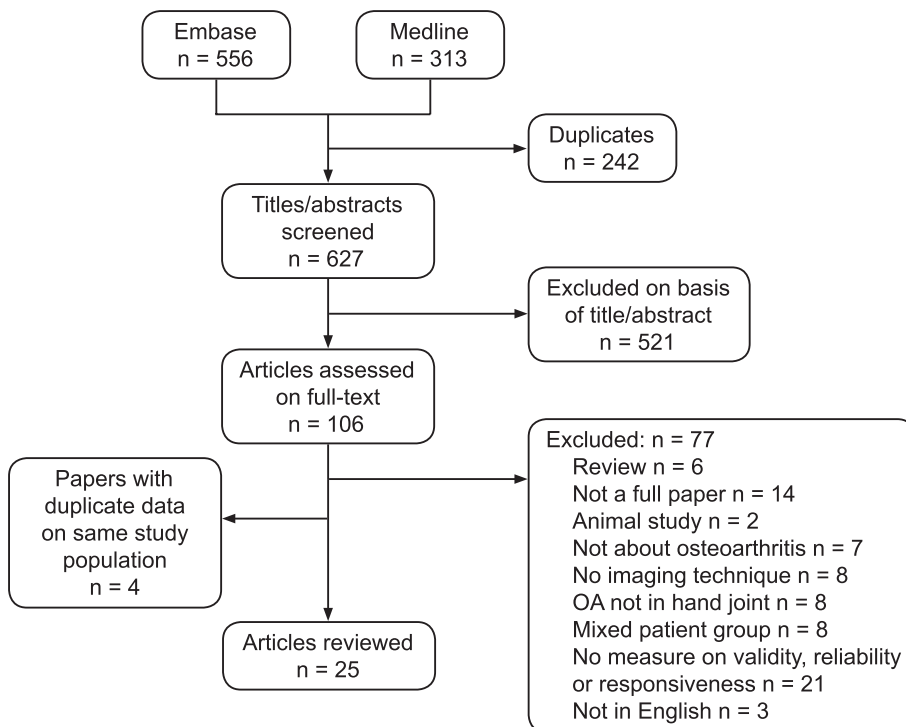 Embase
n = 556
Medline
n = 313
Duplicates
n = 242
Titles/abstracts
screened
n = 627
Excluded on basis
of title/abstract
n = 521
Articles assessed
on full-text
n = 106
Excluded: n = 77
Review n = 6
Not a full paper n = 14
Animal study n = 2
Not about osteoarthritis n = 7
No imaging technique n = 8
OA not in hand joint n = 8
Mixed patient group n = 8
No measure on validity, reliability
or responsiveness n = 21
Not in English n = 3
Papers with
duplicate data
on same study
population
n = 4
Articles reviewed
n = 25